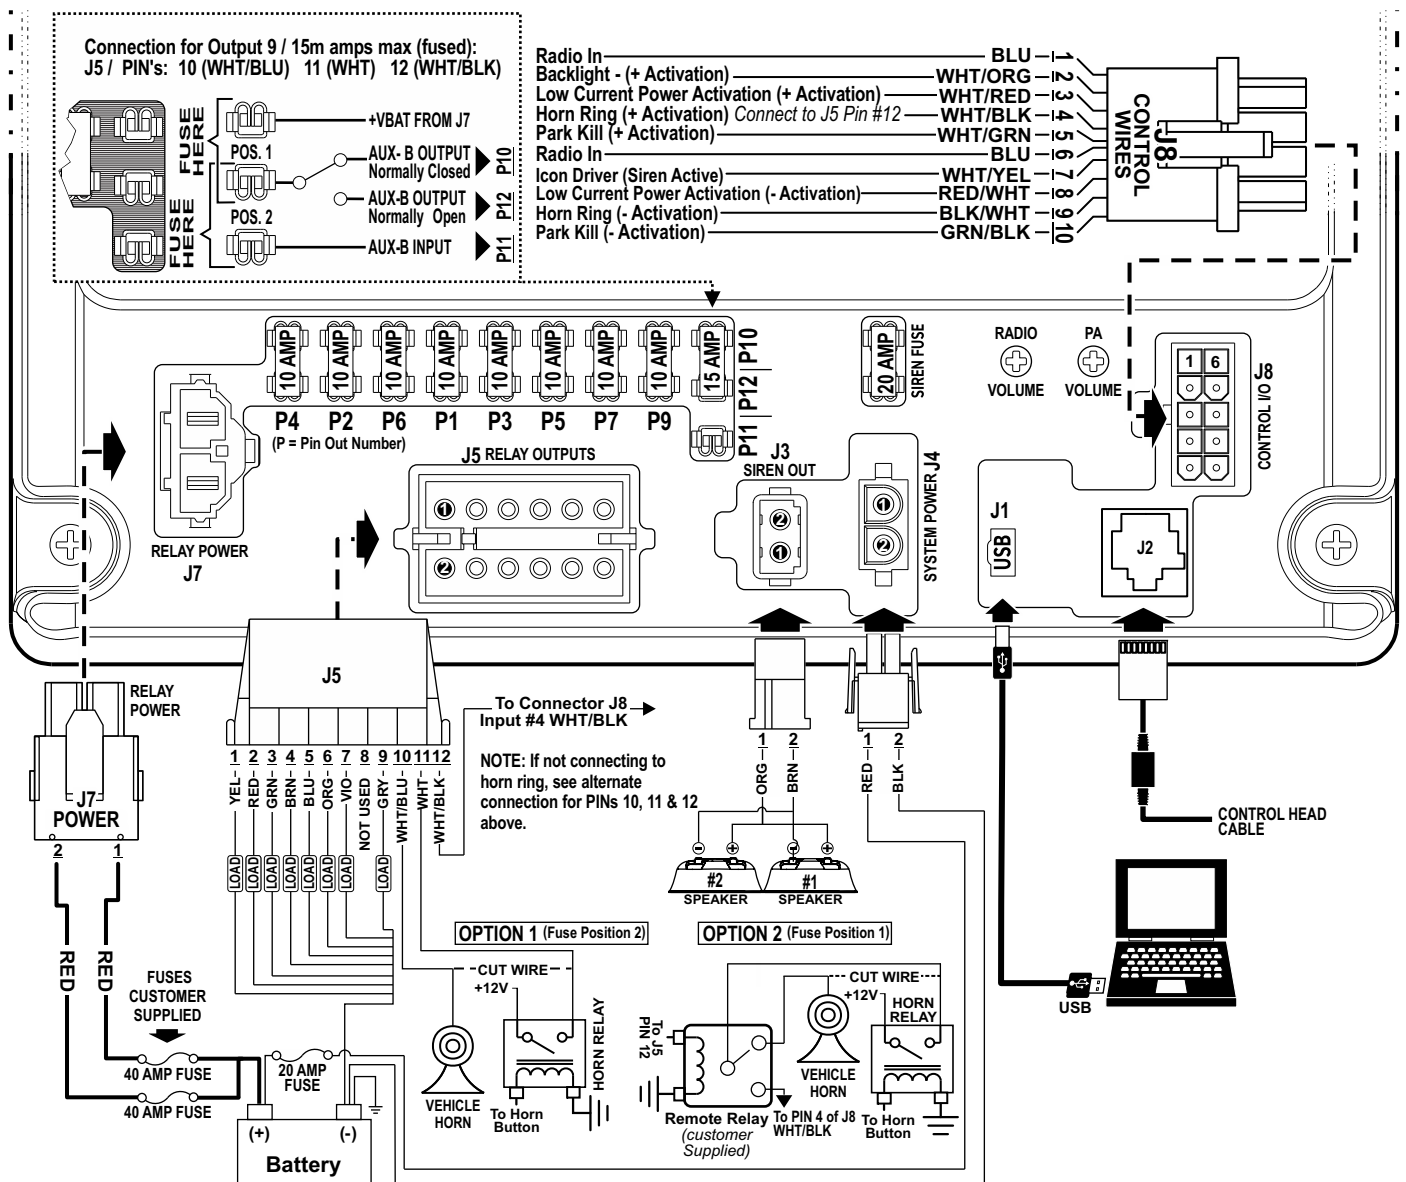 Connection for Output 9 / 15m amps max (fused):
J5 / PIN's: 10 (WHT/BLU) 11 (WHT) 12 (WHT/BLK)
FUSE HERE
POS. 1
POS. 2
FUSE HERE
+VBAT FROM J7
AUX- B OUTPUT
Normally Closed
P10
AUX-B OUTPUT
Normally Open
P12
AUX-B INPUT
P11
Radio In BLU 1
Backlight - (+ Activation) WHT/ORG 2
Low Current Power Activation (+ Activation) WHT/RED 3
Horn Ring (+ Activation) Connect to J5 Pin #12 WHT/BLK 4
Park Kill (+ Activation) WHT/GRN 5
Radio In BLU 6
Icon Driver (Siren Active) WHT/YEL 7
Low Current Power Activation (- Activation) RED/WHT 8
Horn Ring (- Activation) BLK/WHT 9
Park Kill (- Activation) GRN/BLK 10
J8
CONTROL
WIRES
10 AMP 10 AMP 10 AMP 10 AMP 10 AMP 10 AMP 10 AMP 10 AMP 15 AMP
P4 P2 P6 P1 P3 P5 P7 P9
P11 P12 P10
(P = Pin Out Number)
20 AMP
SIREN FUSE
RADIO
VOLUME
PA
VOLUME
1 6
J8
CONTROL I/O
RELAY POWER
J7
J5 RELAY OUTPUTS
1
2
J3
SIREN OUT
2
1
J4
SYSTEM POWER
1
2
J1
USB
J2
RELAY
POWER
J7
POWER
2 1
RED RED
J5
1 2 3 4 5 6 7 8 9 10 11 12
YEL RED GRN BRN BLU ORG VIO NOT USED GRY WHT/BLU WHT WHT/BLK
LOAD LOAD LOAD LOAD LOAD LOAD LOAD LOAD
To Connector J8
Input #4 WHT/BLK
NOTE: If not connecting to
horn ring, see alternate
connection for PINs 10, 11 & 12
above.
1 2
ORG BRN
1 2
RED BLK
- + - +
#2 #1
SPEAKER SPEAKER
CONTROL HEAD
CABLE
USB
FUSES
CUSTOMER
SUPPLIED
40 AMP FUSE
40 AMP FUSE
20 AMP
FUSE
(+) (-)
Battery
OPTION 1 (Fuse Position 2)
CUT WIRE
+12V
HORN RELAY
VEHICLE
HORN
To Horn
Button
OPTION 2 (Fuse Position 1)
CUT WIRE
+12V
HORN
RELAY
To J5
PIN 12
VEHICLE
HORN
Remote Relay
(customer
Supplied)
To PIN 4 of J8
WHT/BLK
To Horn
Button